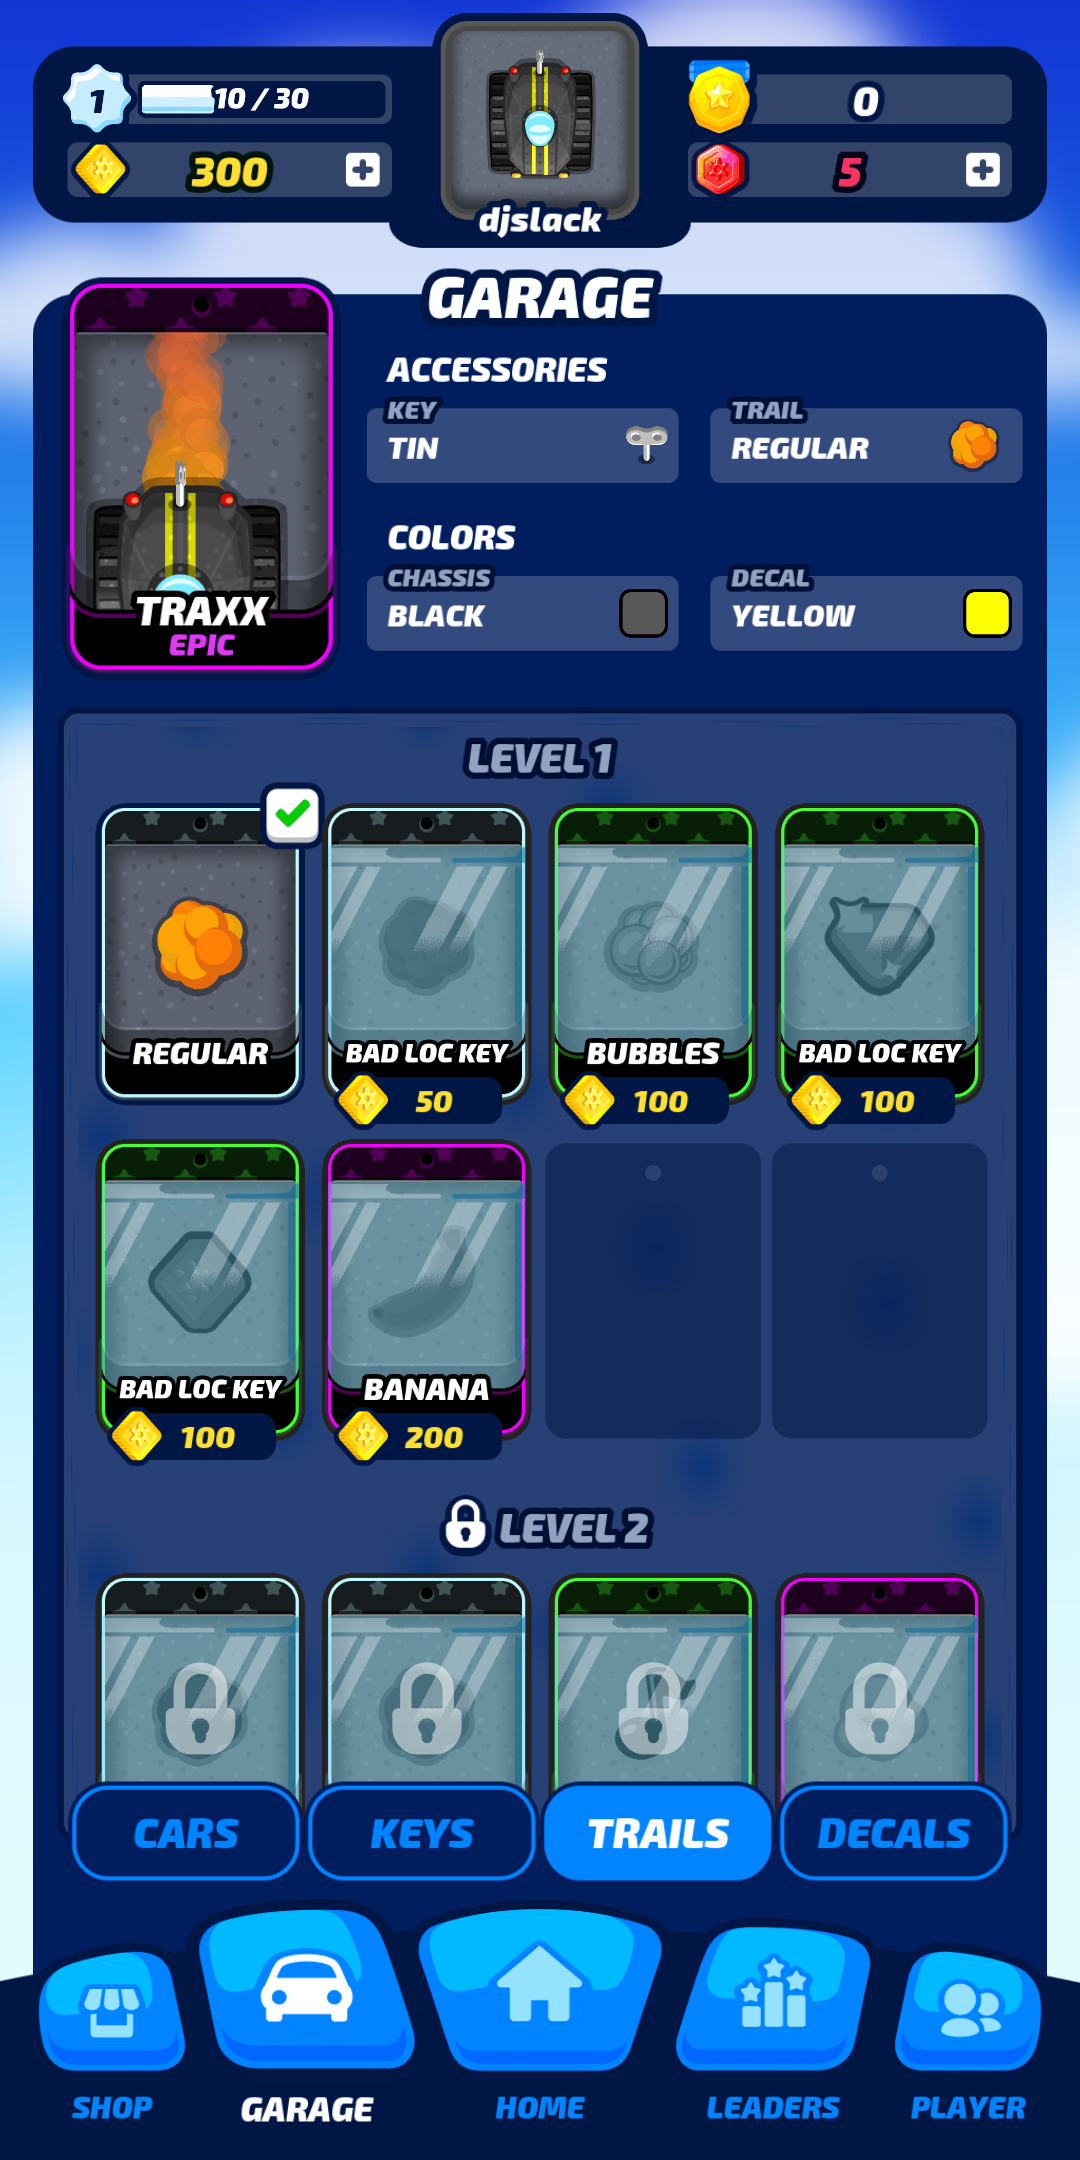 1
10 / 30
300
djslack
0
5
GARAGE
TRAXX
EPIC
ACCESSORIES
KEY
TIN
TRAIL
REGULAR
COLORS
CHASSIS
BLACK
DECAL
YELLOW
LEVEL 1
REGULAR
BAD LOC KEY
50
BUBBLES
100
BAD LOC KEY
100
BAD LOC KEY
100
BANANA
200
LEVEL 2
CARS
KEYS
TRAILS
DECALS
SHOP
GARAGE
HOME
LEADERS
PLAYER